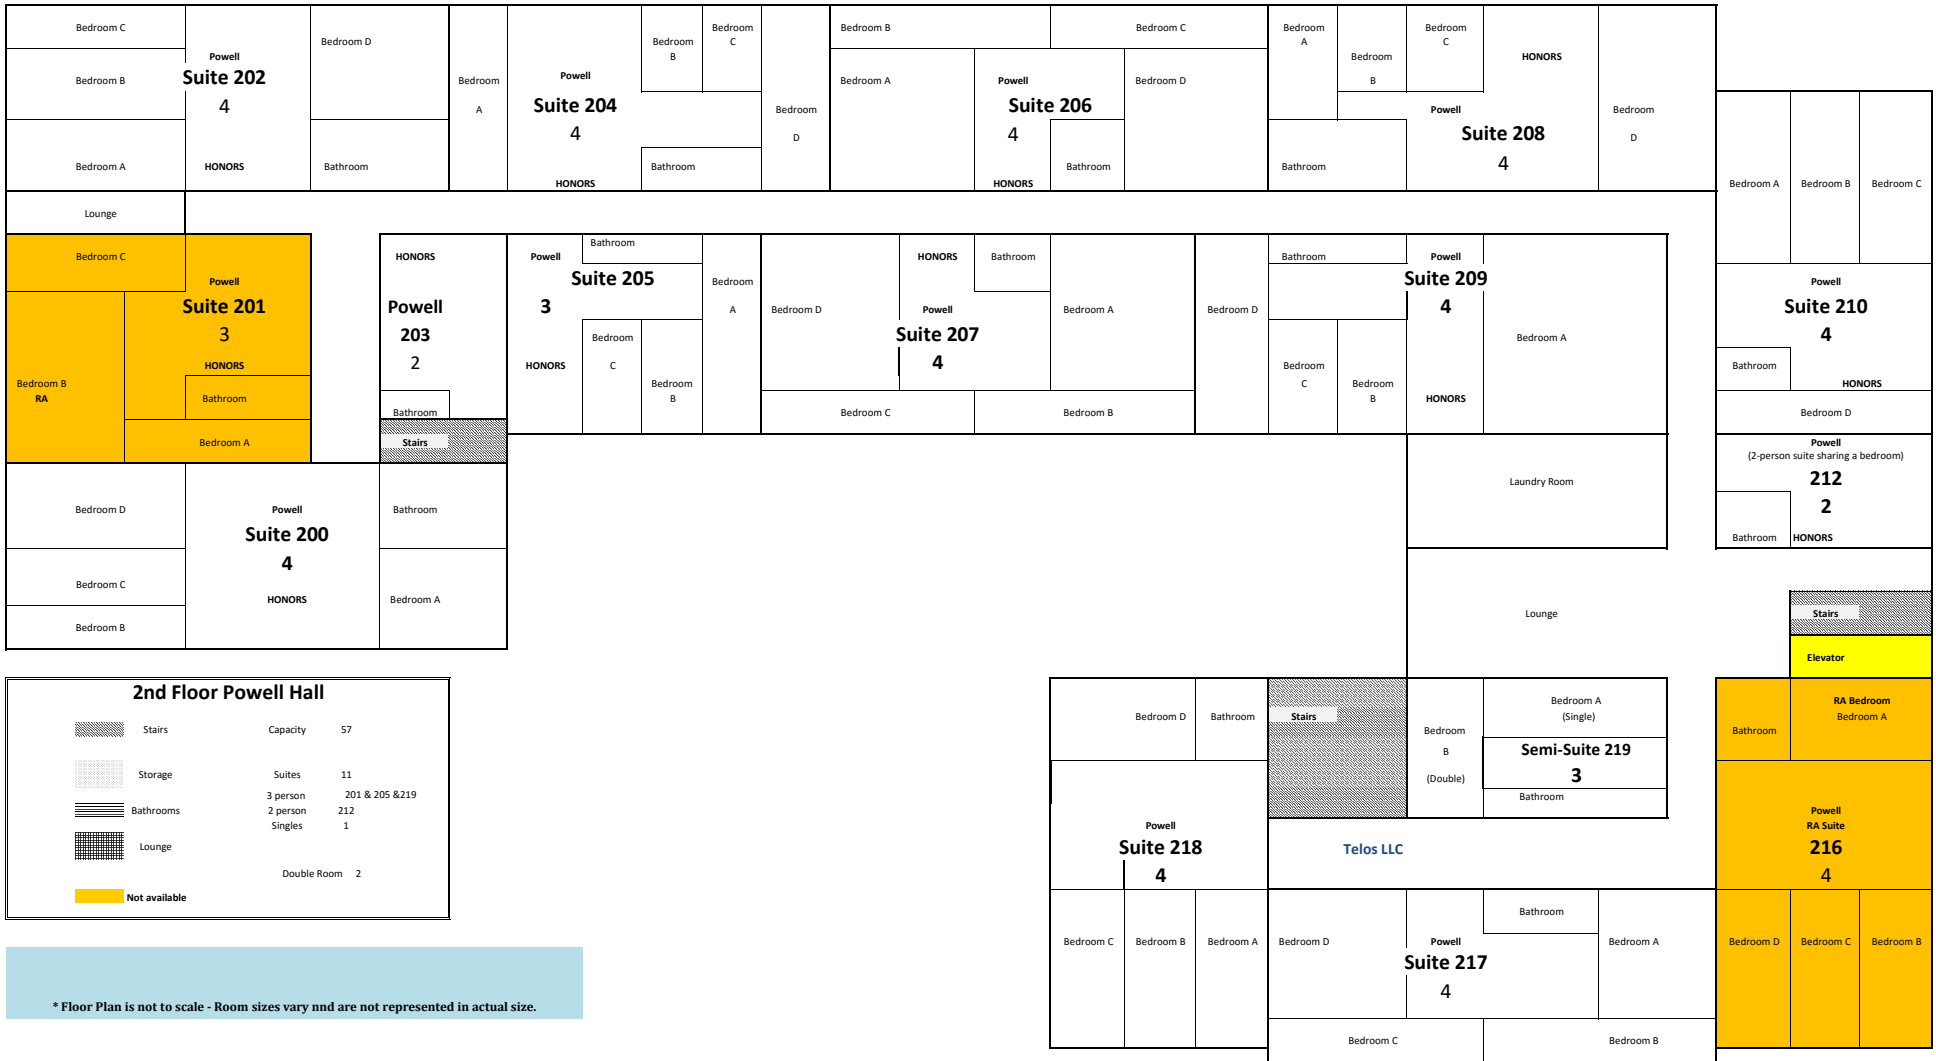 Bedroom C
Bedroom B
Bedroom A
Powell
Suite 202
4
HONORS
Bedroom D
Bathroom
Bedroom
A
Powell
Suite 204
4
HONORS
Bedroom
B
Bedroom
C
Bathroom
Bedroom
D
Bedroom B
Bedroom C
Bedroom A
Powell
Suite 206
4
HONORS
Bedroom D
Bathroom
Bedroom
A
Bedroom
B
Bedroom
C
HONORS
Powell
Suite 208
4
Bathroom
Bedroom
D
Bedroom A
Bedroom B
Bedroom C
Powell
Suite 210
4
Bathroom
HONORS
Bedroom D
Lounge
Bedroom C
Powell
Suite 201
3
HONORS
Bedroom B
RA
Bathroom
Bedroom A
HONORS
Powell
203
2
Bathroom
Stairs
Powell
Bathroom
Suite 205
3
HONORS
Bedroom
C
Bedroom
B
Bedroom
A
HONORS
Bathroom
Bedroom D
Powell
Suite 207
4
Bedroom A
Bedroom C
Bedroom B
Bedroom D
Bathroom
Powell
Suite 209
4
Bedroom
C
Bedroom
B
HONORS
Bedroom A
Powell
(2-person suite sharing a bedroom)
212
2
Bathroom
HONORS
Bedroom D
Powell
Suite 200
4
HONORS
Bathroom
Bedroom C
Bedroom B
Bedroom A
Laundry Room
Lounge
Stairs
Elevator
2nd Floor Powell Hall
Stairs
Capacity 57
Storage
Suites 11
3 person 201 & 205 &219
Bathrooms
2 person 212
Singles 1
Lounge
Double Room 2
Not available
* Floor Plan is not to scale - Room sizes vary nnd are not represented in actual size.
Bedroom D
Bathroom
Stairs
Bedroom
B
(Double)
Bedroom A
(Single)
Semi-Suite 219
3
Bathroom
Bathroom
RA Bedroom
Bedroom A
Powell
RA Suite
216
4
Bedroom D
Bedroom C
Bedroom B
Powell
Suite 218
4
Bedroom C
Bedroom B
Bedroom A
Telos LLC
Bathroom
Bedroom D
Powell
Suite 217
4
Bedroom A
Bedroom C
Bedroom B